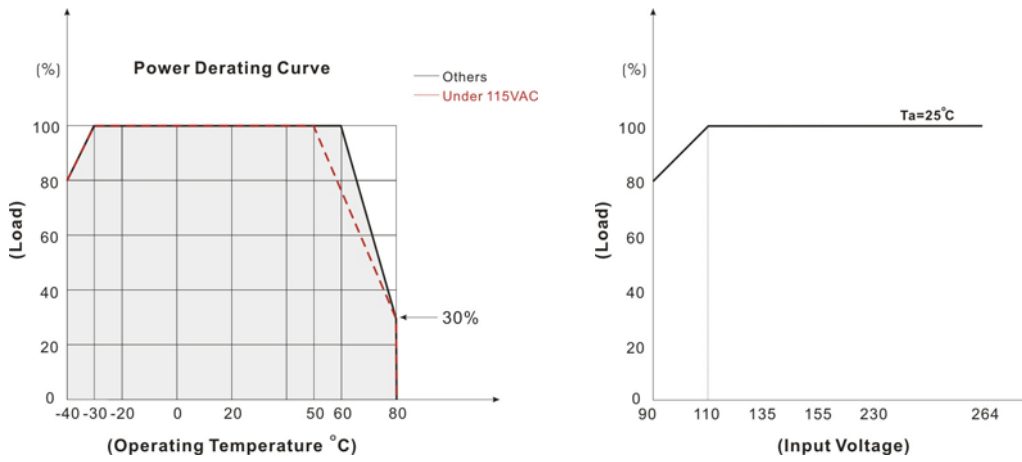 (%)
Power Derating Curve
Others
Under 115VAC
100
80
60
40
20
0
(Load)
30%
-40 -30 -20 0 20 50 60 80
(Operating Temperature °C)
(%)
Ta=25°C
100
80
60
40
20
0
(Load)
90 110 135 155 230 264
(Input Voltage)